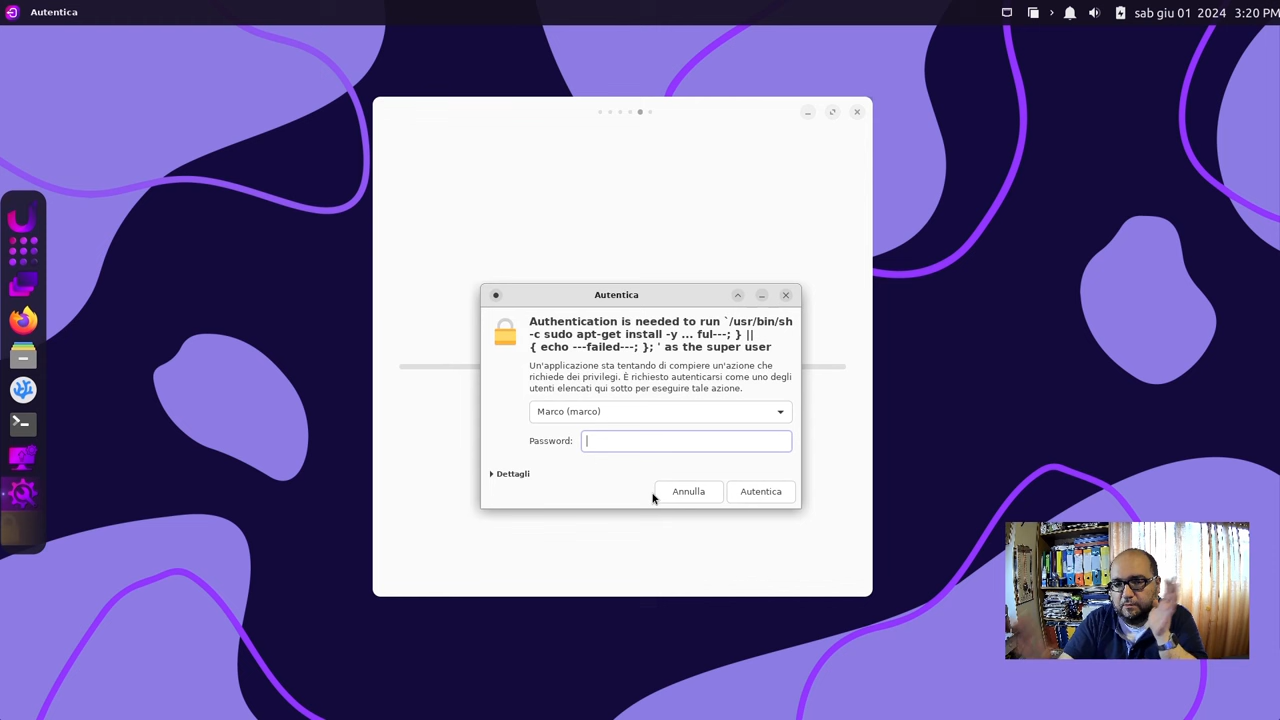 Autentica
sab giu 01 2024 3:20 PM
Autentica
Authentication is needed to run `/usr/bin/sh
-c sudo apt-get install -y ... ful---; } ||
{ echo ---failed---; }; ' as the super user
Un'applicazione sta tentando di compiere un'azione che
richiede dei privilegi. È richiesto autenticarsi come uno degli
utenti elencati qui sotto per eseguire tale azione.
Marco (marco)
Password:
Dettagli
Annulla
Autentica